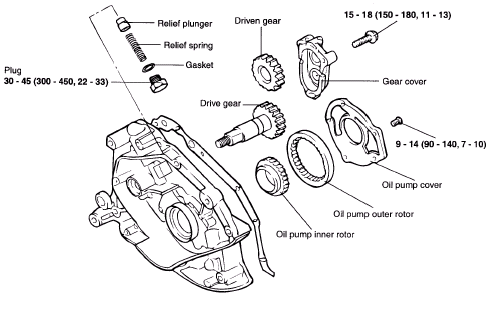 Relief plunger
Driven gear
15 - 18 (150 - 180, 11 - 13)
Relief spring
Gasket
Plug
30 - 45 (300 - 450, 22 - 33)
Gear cover
Drive gear
9 - 14 (90 - 140, 7 - 10)
Oil pump cover
Oil pump outer rotor
Oil pump inner rotor